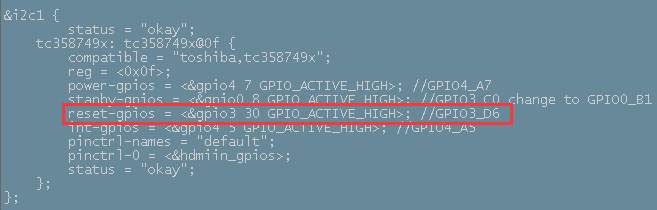 &i2c1 {
status = "okay";
tc358749x: tc358749x@0f {
compatible = "toshiba,tc358749x";
reg = <0x0f>;
power-gpios = <&gpio4 7 GPIO_ACTIVE_HIGH>; //GPIO4_A7
stanby-gpios = <&gpio0 8 GPIO_ACTIVE_HIGH>; //GPIO3_C0 change to GPIO0_B1
reset-gpios = <&gpio3 30 GPIO_ACTIVE_HIGH>; //GPIO3_D6
int-gpios = <&gpio4 5 GPIO_ACTIVE_HIGH>; //GPIO4_A5
pinctrl-names = "default";
pinctrl-0 = <&hdmiin_gpios>;
status = "okay";
};
};